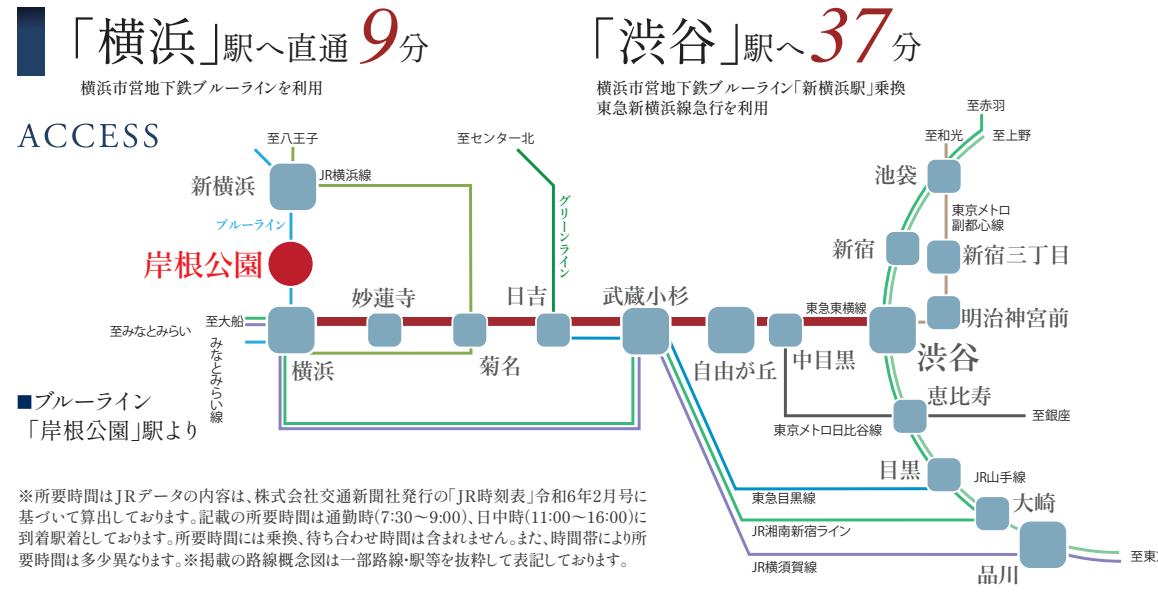 「横浜」駅へ直通9分
横浜市営地下鉄ブルーラインを利用
「渋谷」駅へ37分
横浜市営地下鉄ブルーライン「新横浜駅」乗換
東急新横浜線急行を利用
ACCESS
至八王子
新横浜
JR横浜線
ブルーライン
岸根公園
至センター北
グリーンライン
至赤羽
至和光
至上野
池袋
東京メトロ
副都心線
新宿
新宿三丁目
明治神宮前
至みなとみらい
至大船
みなとみらい線
横浜
妙蓮寺
菊名
日吉
武蔵小杉
自由が丘
中目黒
東急東横線
渋谷
恵比寿
至銀座
東京メトロ日比谷線
目黒
JR山手線
大崎
東急目黒線
JR湘南新宿ライン
JR横須賀線
品川
至東
■ブルーライン
「岸根公園」駅より
※所要時間はJRデータの内容は、株式会社交通新聞社発行の「JR時刻表」令和6年2月号に
基づいて算出しております。記載の所要時間は通勤時(7:30〜9:00)、日中時(11:00〜16:00)に
到着駅着としております。所要時間には乗換、待ち合わせ時間は含まれません。また、時間帯により所
要時間は多少異なります。※掲載の路線概念図は一部路線・駅等を抜粋して表記しております。